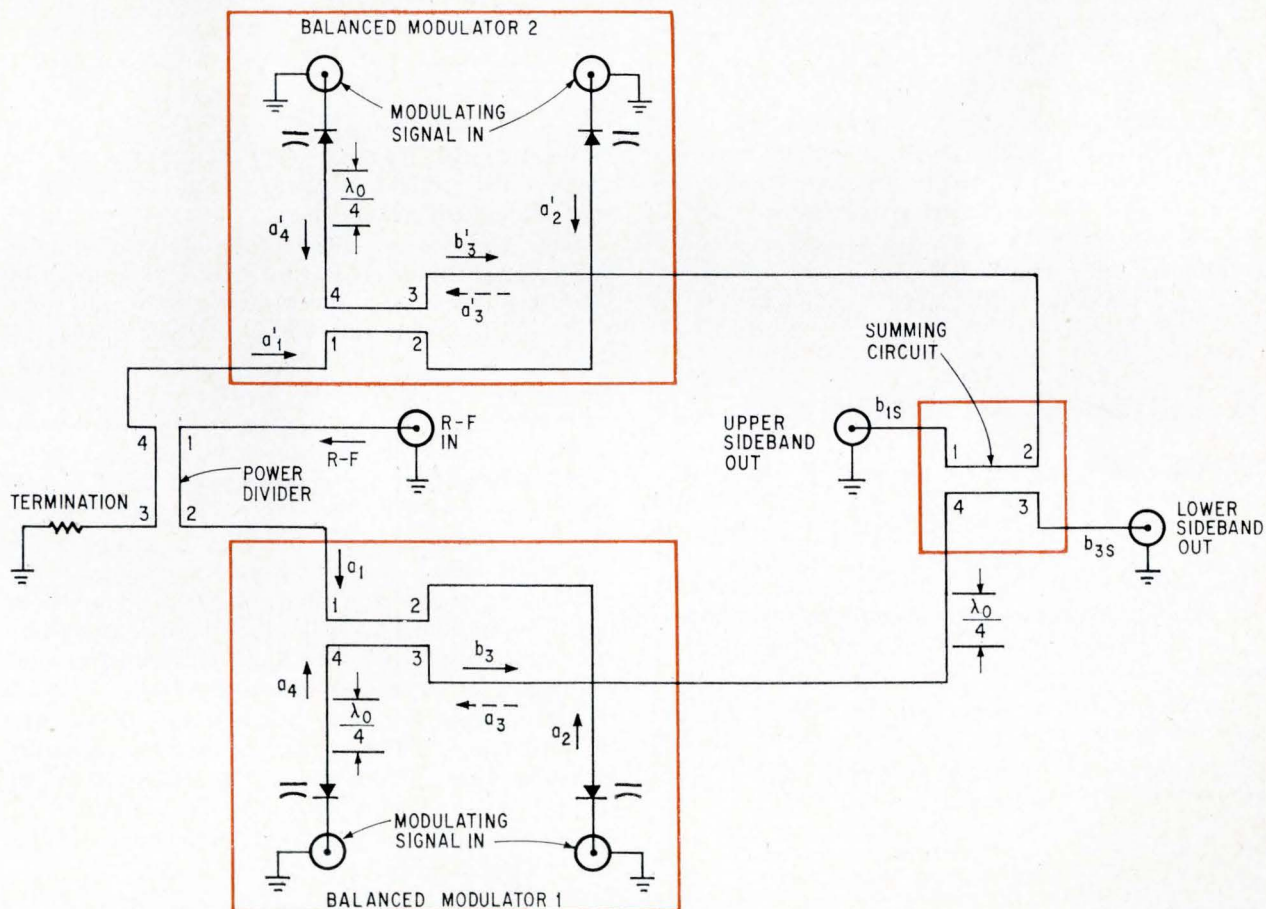 BALANCED MODULATOR 2
MODULATING
SIGNAL IN
λ0
4
a'4
a'2
b'3
a'3
4
3
1
2
a'1
SUMMING
CIRCUIT
UPPER
SIDEBAND
OUT
b1S
1
2
4
3
LOWER
SIDEBAND
OUT
b3S
λ0
4
4
1
R-F
IN
R-F
POWER
DIVIDER
TERMINATION
3
2
a1
1
2
4
3
b3
a3
a4
a2
λ0
4
MODULATING
SIGNAL IN
BALANCED MODULATOR 1